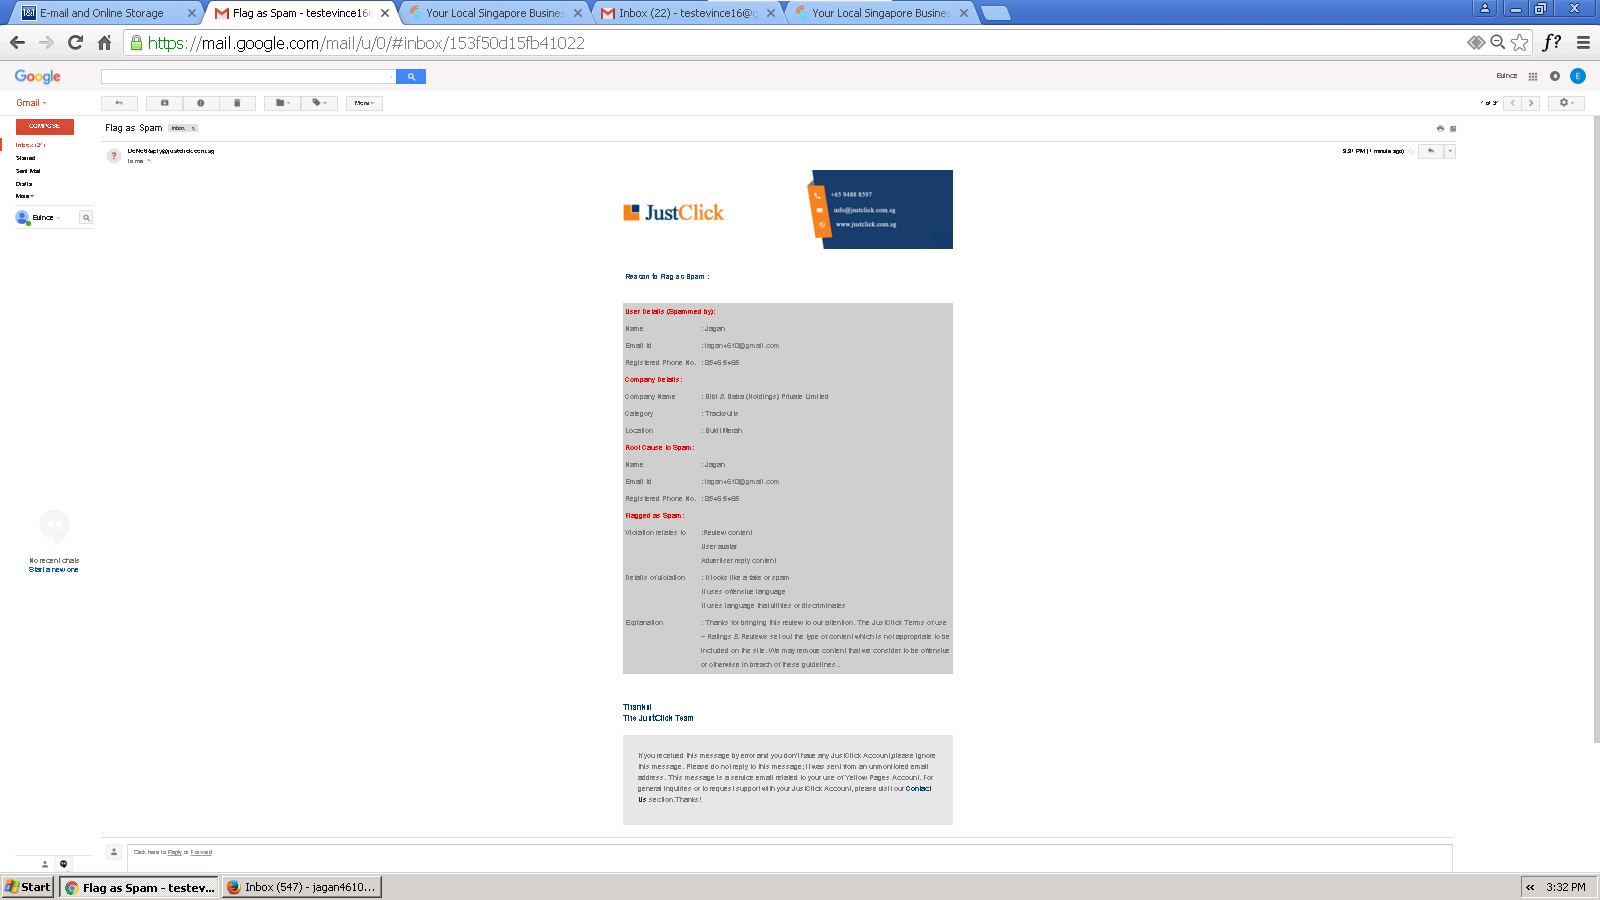 E-mail and Online Storage
Flag as Spam - testevince16
Your Local Singapore Busines
Inbox (22) - testevince16@g
Your Local Singapore Busines
https://mail.google.com/mail/u/0/#inbox/153f50d15fb41022
f?
Google
Evince
E
Gmail
More
COMPOSE
Flag as Spam
Inbox x
Starred
Sent Mail
Drafts
More
Evince
DoNotReply@justclick.com.sg
to me
3:31 PM (1 minute ago)
JustClick
+65 9488 8597
info@justclick.com.sg
www.justclick.com.sg
Reason to Flag as Spam :
User Details (Spammed by):
Name : Jagan
Email Id : jagan4610@gmail.com
Registered Phone No. : 8546 5465
Company Details:
Company Name : Bibi & Baba (Holdings) Private Limited
Category : Tracksuits
Location : Bukit Merah
Root Cause to Spam:
Name : Jagan
Email Id : jagan4610@gmail.com
Registered Phone No. : 8546 5465
Flagged as Spam:
Violation relates to :Review content
User avatar
Advertiser reply content
Details of violation : It looks like a fake or spam
It uses offensive language
It uses language that utilties or discriminates
Explanation : Thanks for bringing this review to our attention. The JustClick Terms of use
– Ratings & Reviews set out the type of content which is not appropriate to be
included on the site. We may remove content that we consider to be offensive
or otherwise in breach of these guidelines..
Thanks!
The JustClick Team
If you received this message by error and you don't have any JustClick Account,please ignore
this message. Please do not reply to this message; it was sent from an unmonitored email
address. This message is a service email related to your use of Yellow Pages Account. For
general inquiries or to request support with your JustClick Account, please visit our Contact
Us section.Thanks!
No recent chats
Start a new one
Click here to Reply or Forward
Start
Flag as Spam - testev...
Inbox (547) - jagan4610...
3:32 PM